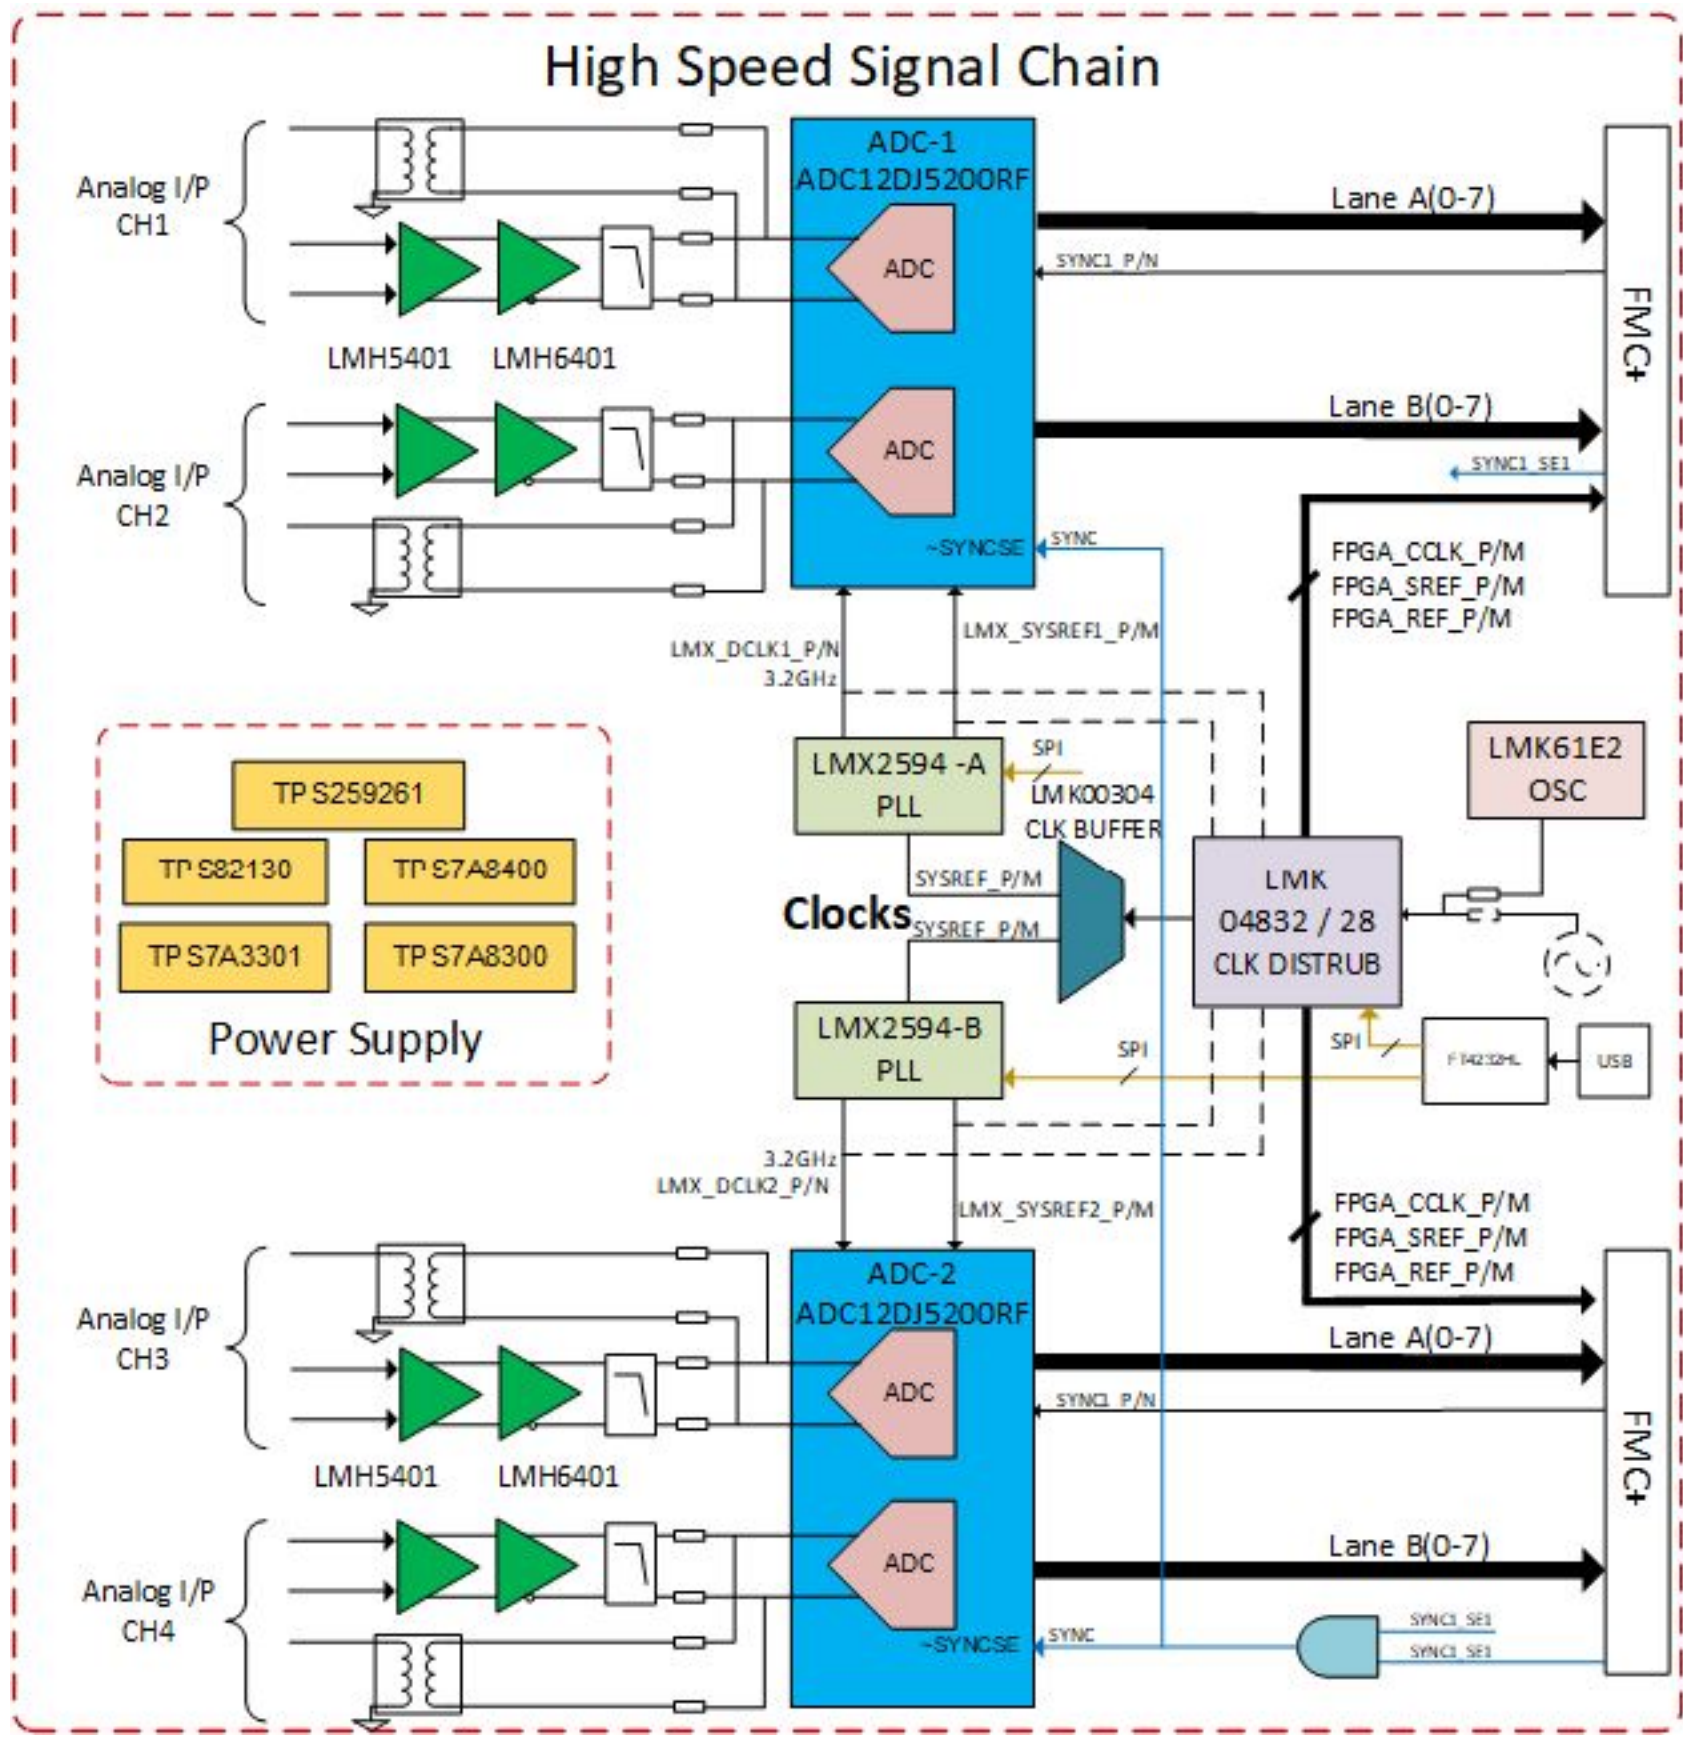 High Speed Signal Chain
Analog I/P
CH1
LMH5401
LMH6401
Analog I/P
CH2
ADC-1
ADC12DJ5200RF
ADC
ADC
~SYNCSE
Lane A(0-7)
SYNC1_P/N
Lane B(0-7)
SYNC1_SE1
FMC+
SYNC
FPGA_CCLK_P/M
FPGA_SREF_P/M
FPGA_REF_P/M
LMX_DCLK1_P/N
3.2GHz
LMX_SYSREF1_P/M
LMX2594 -A
PLL
SPI
LMK00304
CLK BUFFER
LMK61E2
OSC
TPS259261
TPS82130
TPS7A8400
TPS7A3301
TPS7A8300
Power Supply
SYSREF_P/M
Clocks
SYSREF_P/M
LMK
04832 / 28
CLK DISTRUB
LMX2594-B
PLL
SPI
SPI
FT4232HL
USB
3.2GHz
LMX_DCLK2_P/N
LMX_SYSREF2_P/M
FPGA_CCLK_P/M
FPGA_SREF_P/M
FPGA_REF_P/M
Analog I/P
CH3
LMH5401
LMH6401
Analog I/P
CH4
ADC-2
ADC12DJ5200RF
ADC
ADC
~SYNCSE
Lane A(0-7)
SYNC1_P/N
Lane B(0-7)
FMC+
SYNC
SYNC1_SE1
SYNC1_SE1